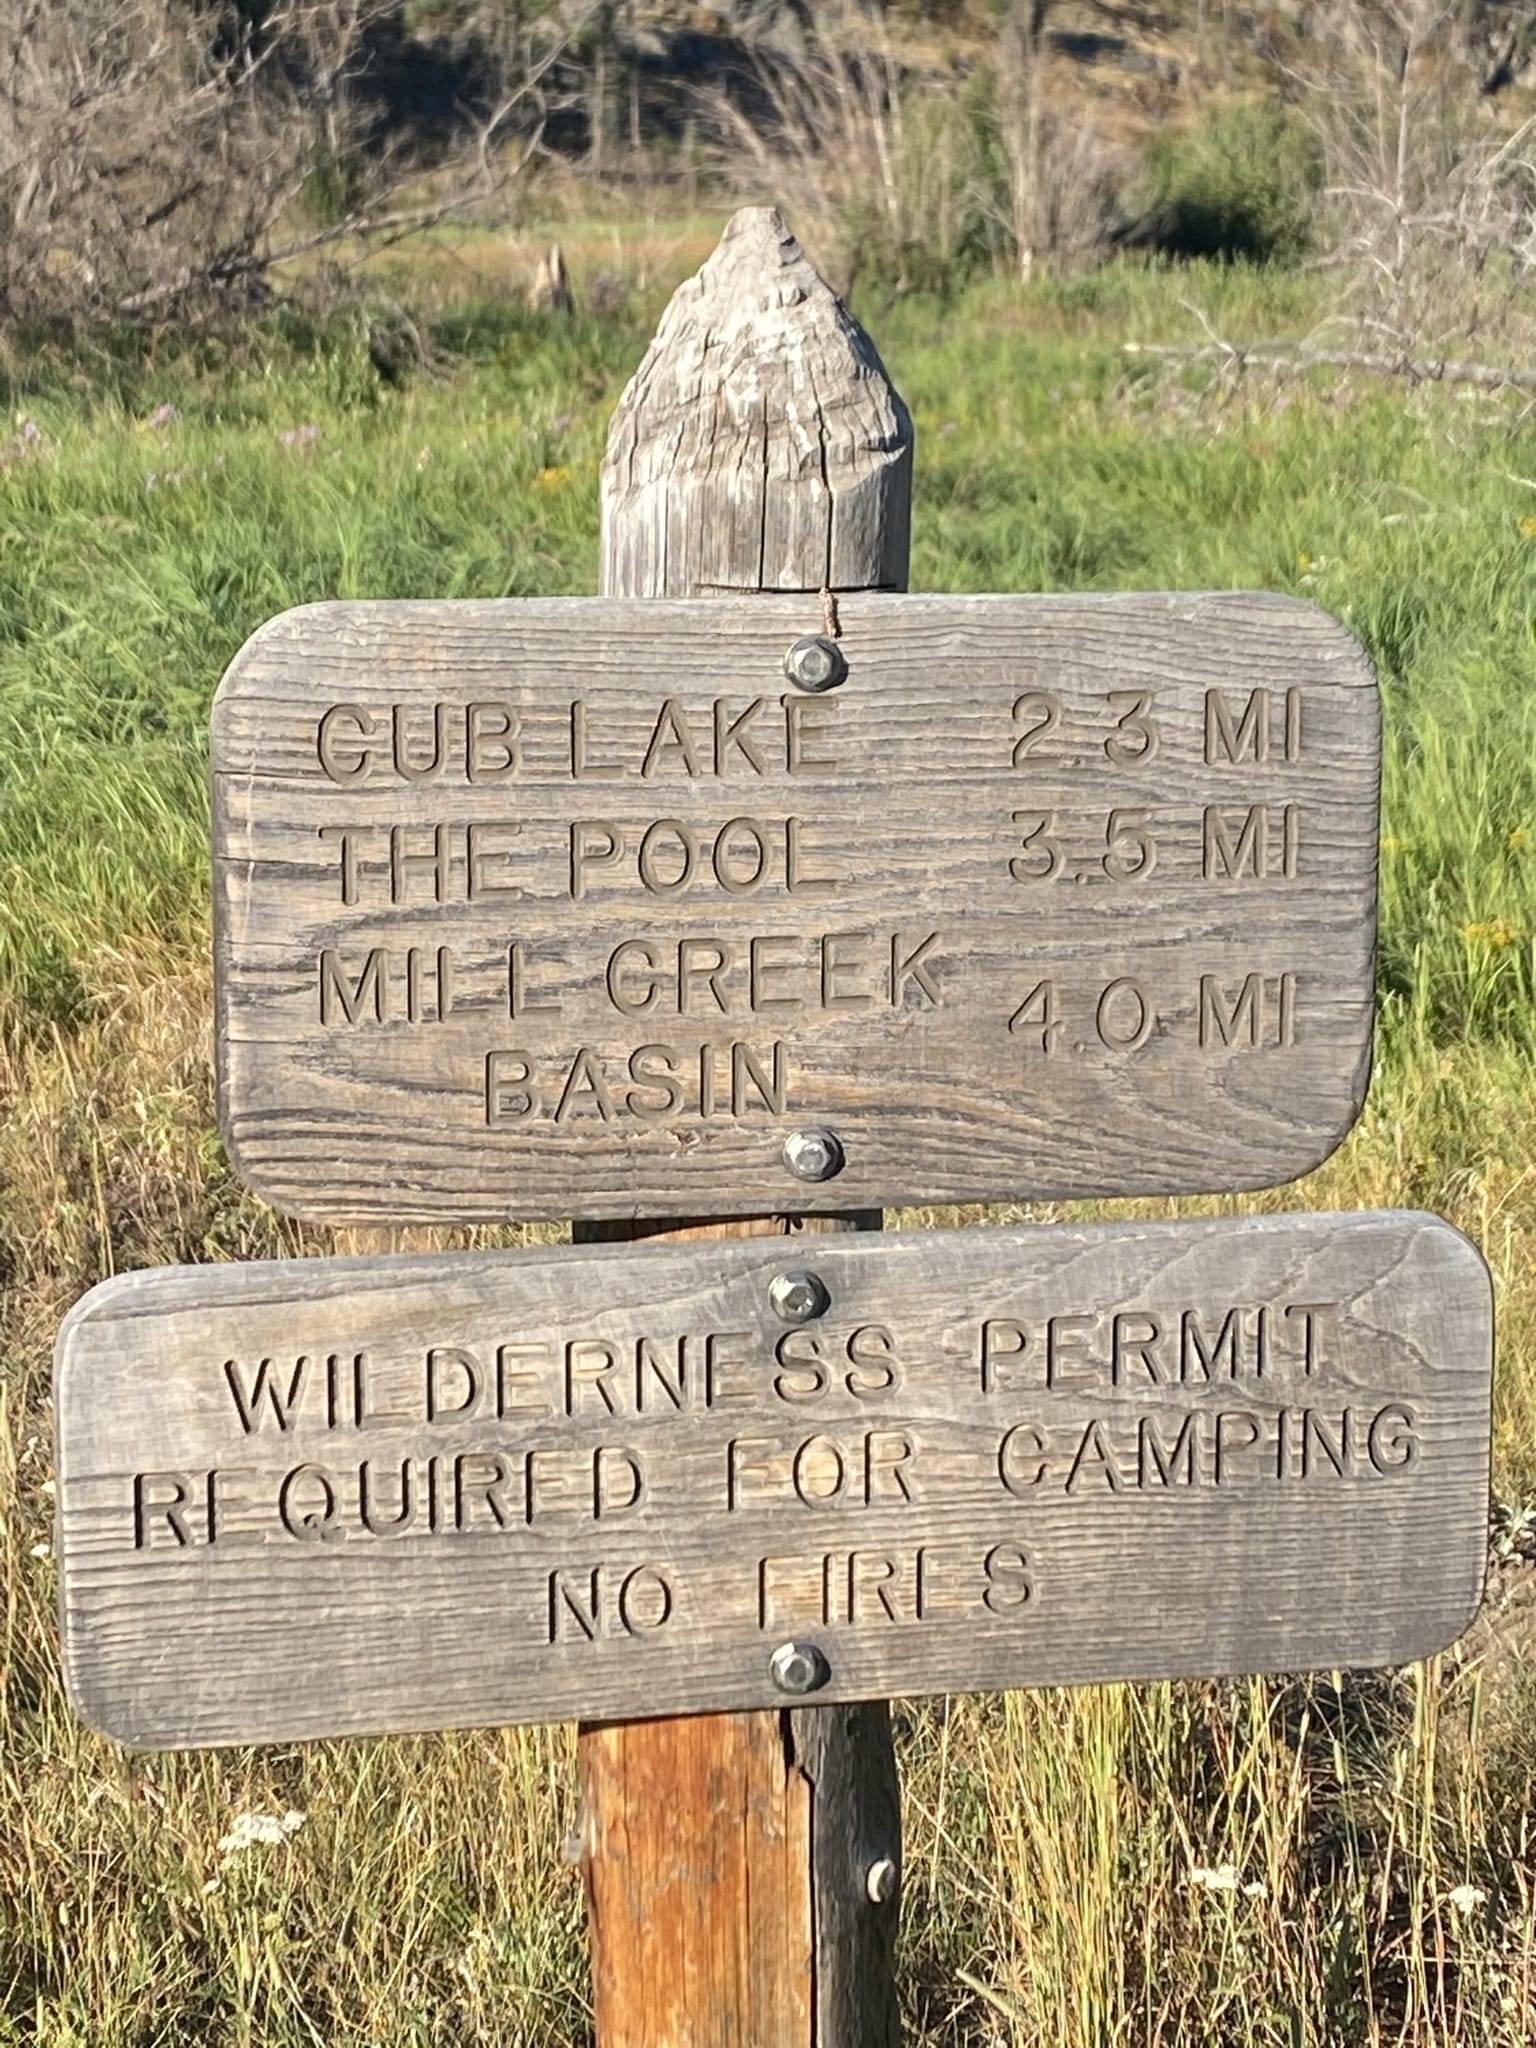 CUB LAKE 2.3 MI
THE POOL 3.5 MI
MILL CREEK
BASIN 4.0 MI
WILDERNESS PERMIT
REQUIRED FOR CAMPING
NO FIRES